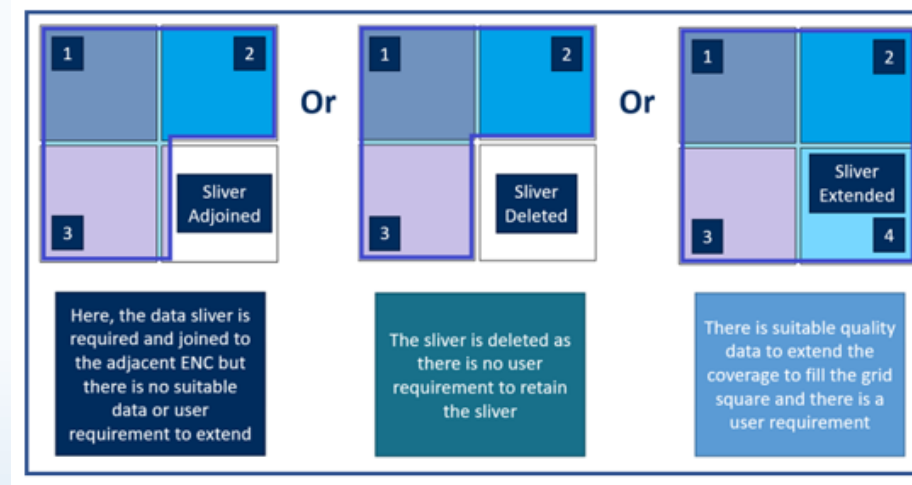 1
2
Sliver
Adjoined
3
Or
1
2
Sliver
Deleted
3
Or
1
2
Sliver
Extended
3
4
Here, the data sliver is
required and joined to
the adjacent ENC but
there is no suitable
data or user
requirement to extend
The sliver is deleted as
there is no user
requirement to retain
the sliver
There is suitable quality
data to extend the
coverage to fill the grid
square and there is a
user requirement